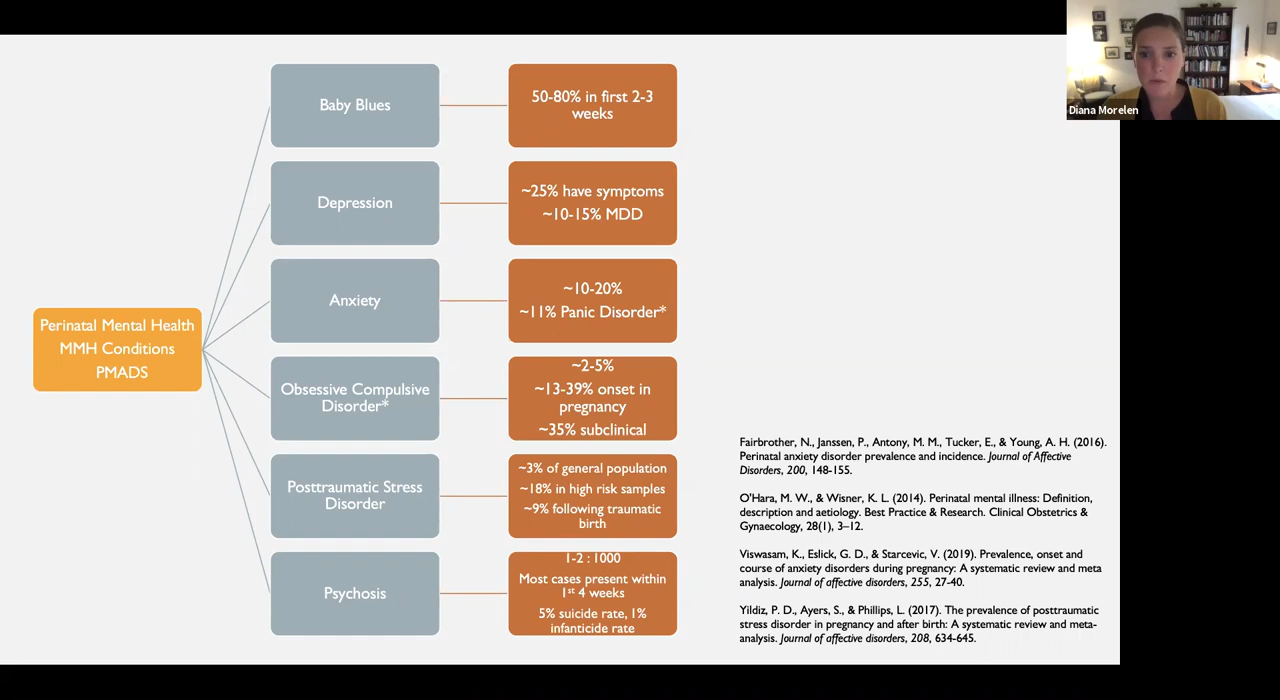 Diana Morelen
Perinatal Mental Health
MMH Conditions
PMADS
Baby Blues
50-80% in first 2-3
weeks
Depression
~25% have symptoms
~10-15% MDD
Anxiety
~10-20%
~11% Panic Disorder*
Obsessive Compulsive
Disorder*
~2-5%
~13-39% onset in
pregnancy
~35% subclinical
Posttraumatic Stress
Disorder
~3% of general population
~18% in high risk samples
~9% following traumatic
birth
Psychosis
1-2 : 1000
Most cases present within
1st 4 weeks
5% suicide rate, 1%
infanticide rate
Fairbrother, N., Janssen, P., Antony, M. M., Tucker, E., & Young, A. H. (2016).
Perinatal anxiety disorder prevalence and incidence. Journal of Affective
Disorders, 200, 148-155.
O'Hara, M. W., & Wisner, K. L. (2014). Perinatal mental illness: Definition,
description and aetiology. Best Practice & Research. Clinical Obstetrics &
Gynaecology, 28(1), 3–12.
Viswasam, K., Eslick, G. D., & Starcevic, V. (2019). Prevalence, onset and
course of anxiety disorders during pregnancy: A systematic review and meta
analysis. Journal of affective disorders, 255, 27-40.
Yildiz, P. D., Ayers, S., & Phillips, L. (2017). The prevalence of posttraumatic
stress disorder in pregnancy and after birth: A systematic review and meta-
analysis. Journal of affective disorders, 208, 634-645.